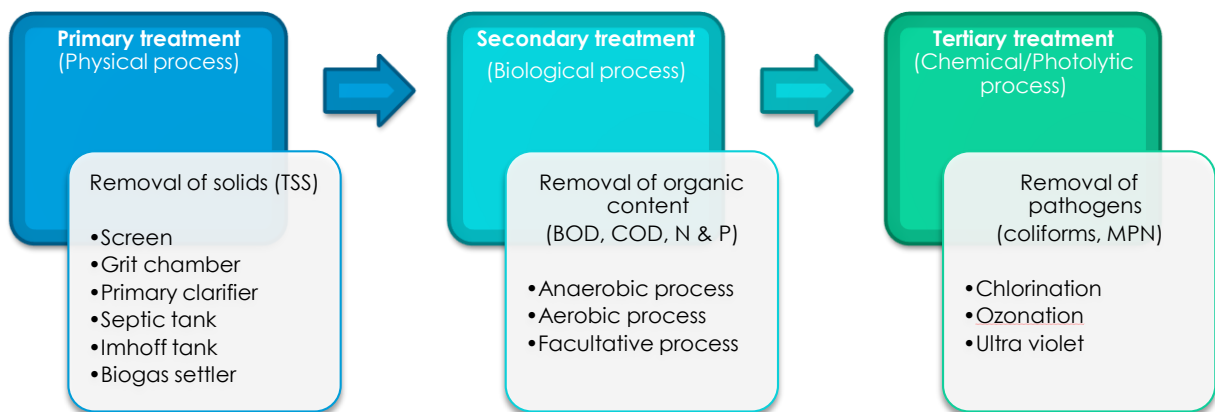 Primary treatment
(Physical process)
Removal of solids (TSS)
•Screen
•Grit chamber
•Primary clarifier
•Septic tank
•Imhoff tank
•Biogas settler
Secondary treatment
(Biological process)
Removal of organic
content
(BOD, COD, N & P)
•Anaerobic process
•Aerobic process
•Facultative process
Tertiary treatment
(Chemical/Photolytic
process)
Removal of
pathogens
(coliforms, MPN)
•Chlorination
•Ozonation
•Ultra violet